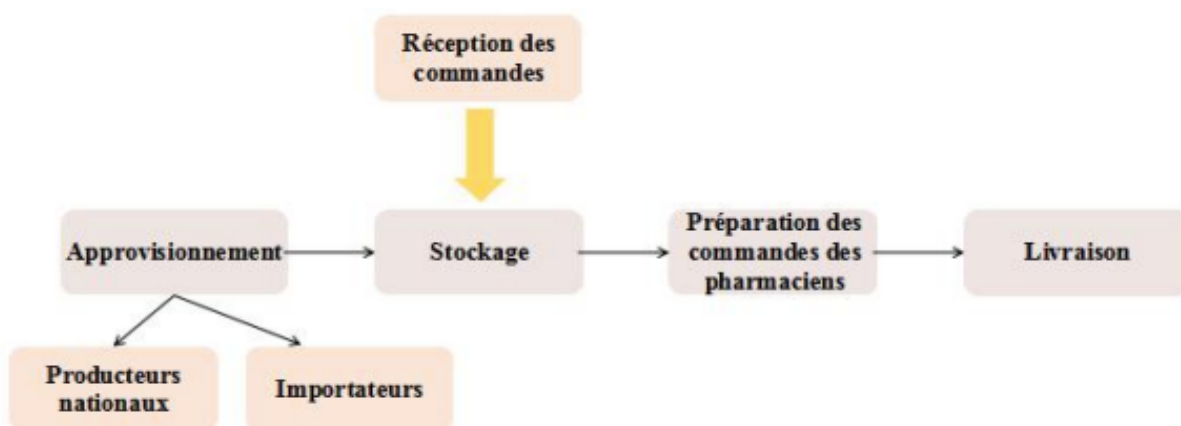 Réception des
commandes
Approvisionnement
Stockage
Préparation des
commandes des
pharmaciens
Livraison
Producteurs
nationaux
Importateurs